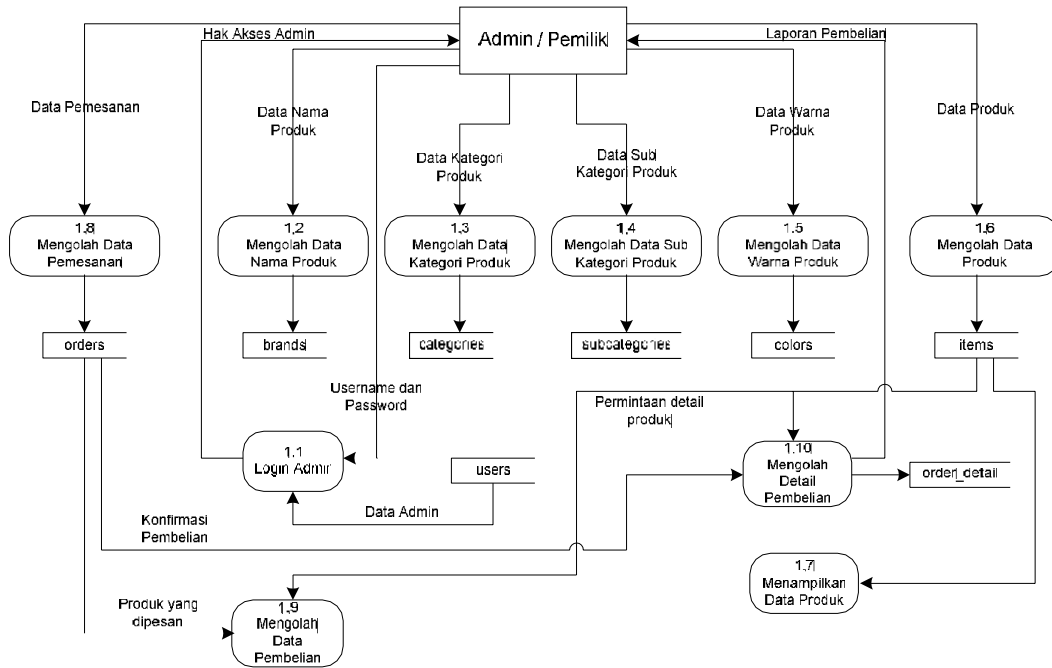 Hak Akses Admin
Admin / Pemilik
Laporan Pembelian
Data Pemesanan
Data Nama
Produk
Data Warna
Produk
Data Produk
Data Kategori
Produk
Data Sub
Kategori Produk
1.8
Mengolah Data
Pemesanan
1.2
Mengolah Data
Nama Produk
1.3
Mengolah Data
Kategori Produk
1.4
Mengolah Data Sub
Kategori Produk
1.5
Mengolah Data
Warna Produk
1.6
Mengolah Data
Produk
orders
brands
categories
subcategories
colors
items
Username dan
Password
Permintaan detail
produk
1.1
Login Admin
users
1.10
Mengolah
Detail
Pembelian
order_detail
Data Admin
Konfirmasi
Pembelian
1.7
Menampilkan
Data Produk
Produk yang
dipesan
1.9
Mengolah
Data
Pembelian